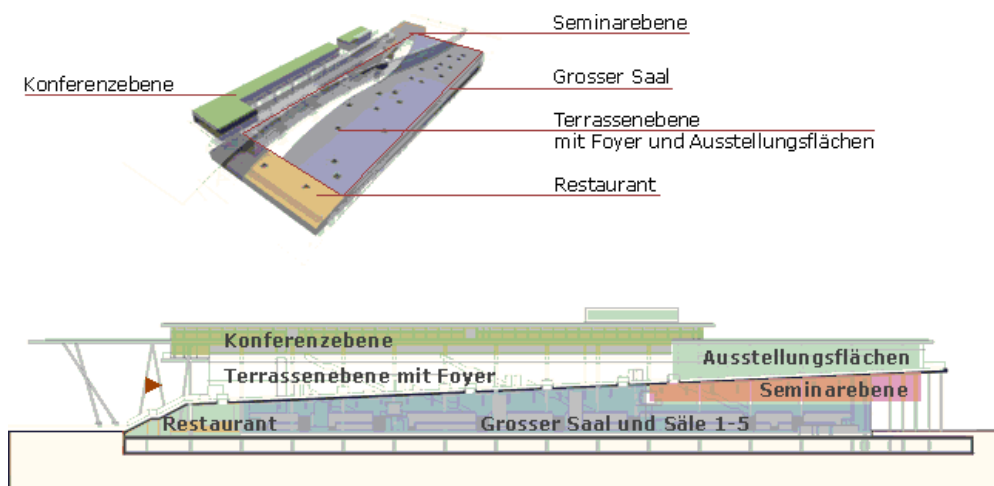 Seminarebene
Konferenzebene
Grosser Saal
Terrassenebene
mit Foyer und Ausstellungsflächen
Restaurant
Konferenzebene
Ausstellungsflächen
Terrassenebene mit Foyer
Seminarebene
Restaurant
Grosser Saal und Säle 1-5